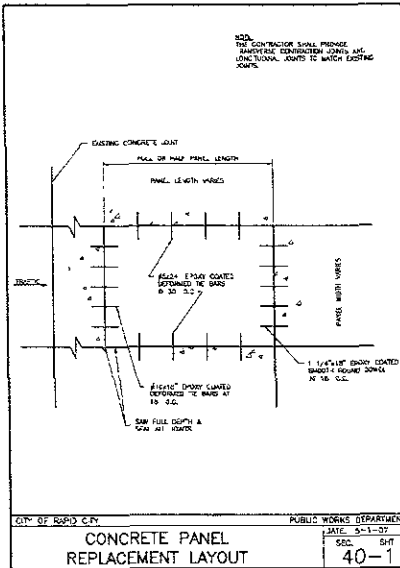 NOTE:
THE CONTRACTOR SHALL PROVIDE
TRANSVERSE CONTRACTION JOINTS AND
LONGITUDINAL JOINTS TO MATCH EXISTING
JOINTS.
EXISTING CONCRETE JOINT
FULL OR HALF PANEL LENGTH
PANEL LENGTH VARIES
EPOXY COATED
DEFORMED TIE BARS
TRAFFIC
PANEL WIDTH VARIES
1 1/4"x18" EPOXY COATED
SMOOTH ROUND DOWEL
EPOXY COATED
DEFORMED TIE BARS AT
18 O.C.
SAW FULL DEPTH &
SEAL ALL JOINTS
CITY OF RAPID CITY
PUBLIC WORKS DEPARTMENT
CONCRETE PANEL
REPLACEMENT LAYOUT
DATE:
SEC. SHT
40-1